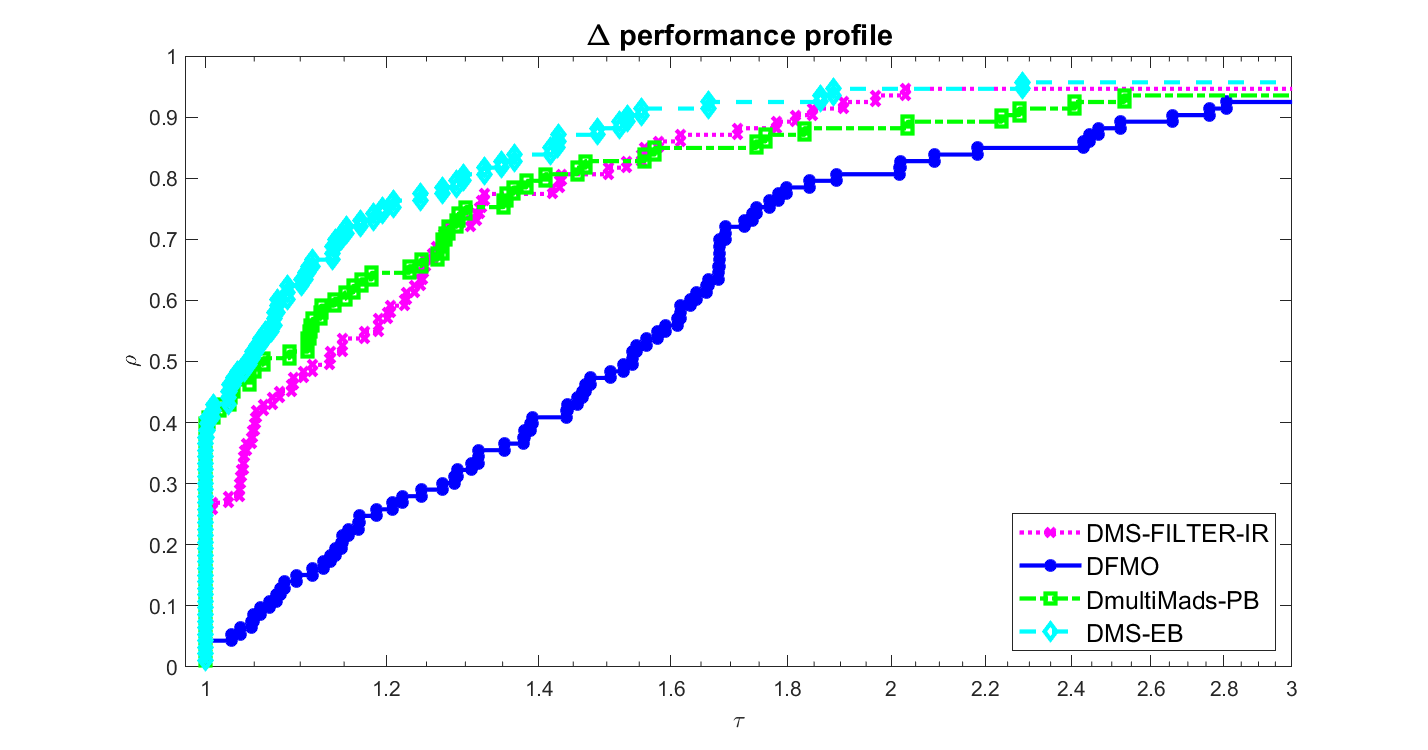 Δ performance profile
1
0.9
0.8
0.7
0.6
0.5
0.4
0.3
0.2
0.1
0
ρ
1 1.2 1.4 1.6 1.8 2 2.2 2.4 2.6 2.8 3
τ
DMS-FILTER-IR
DFMO
DmultiMads-PB
DMS-EB